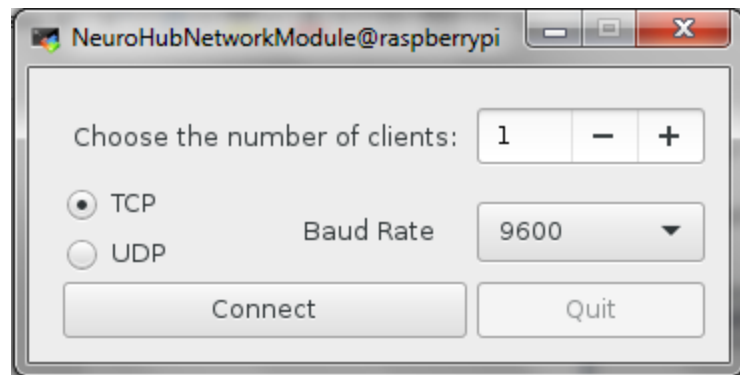 NeuroHubNetworkModule@raspberrypi
Choose the number of clients: 1 − +
TCP
Baud Rate 9600
UDP
Connect Quit